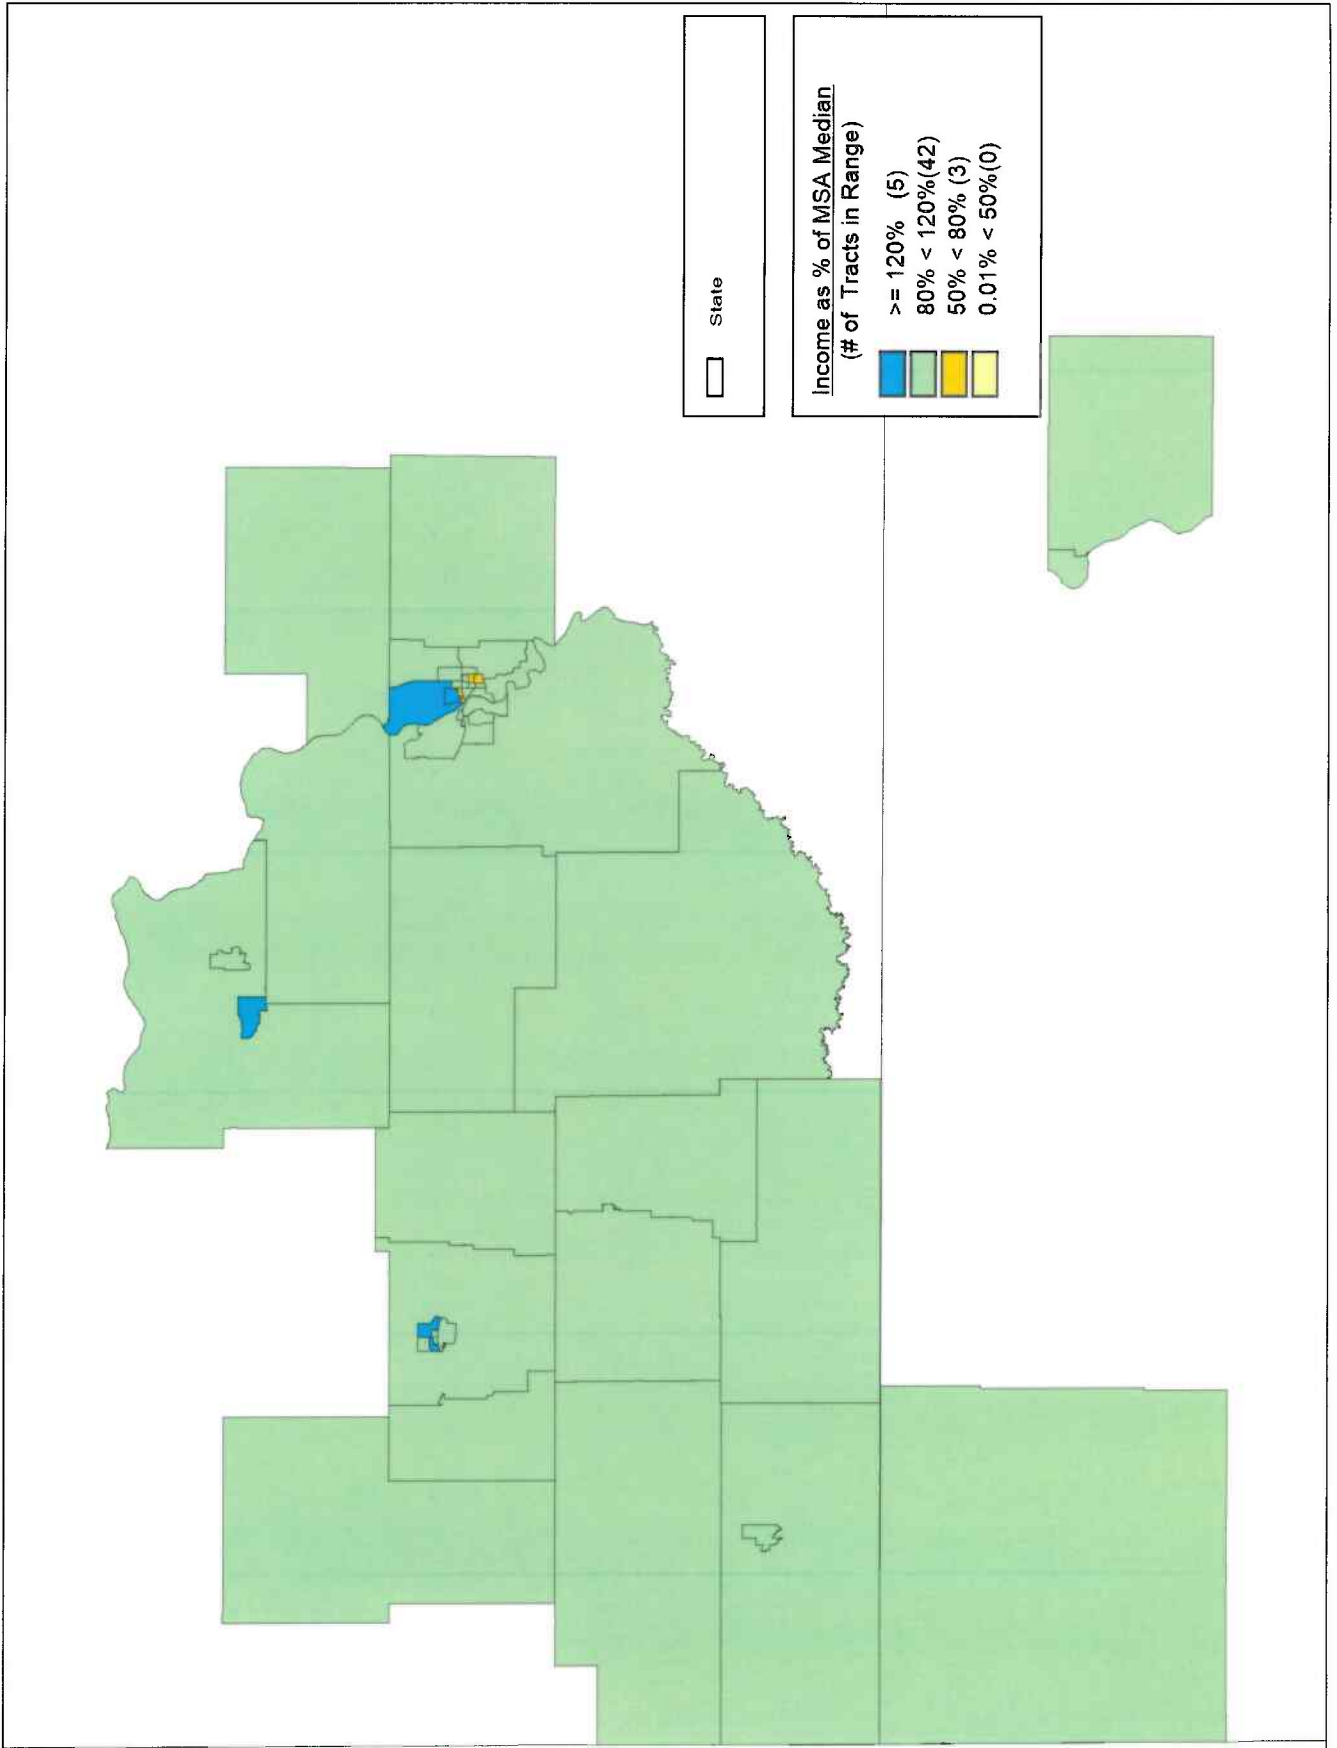 State
Income as % of MSA Median
(# of Tracts in Range)
>= 120% (5)
80% < 120%(42)
50% < 80% (3)
0.01% < 50%(0)